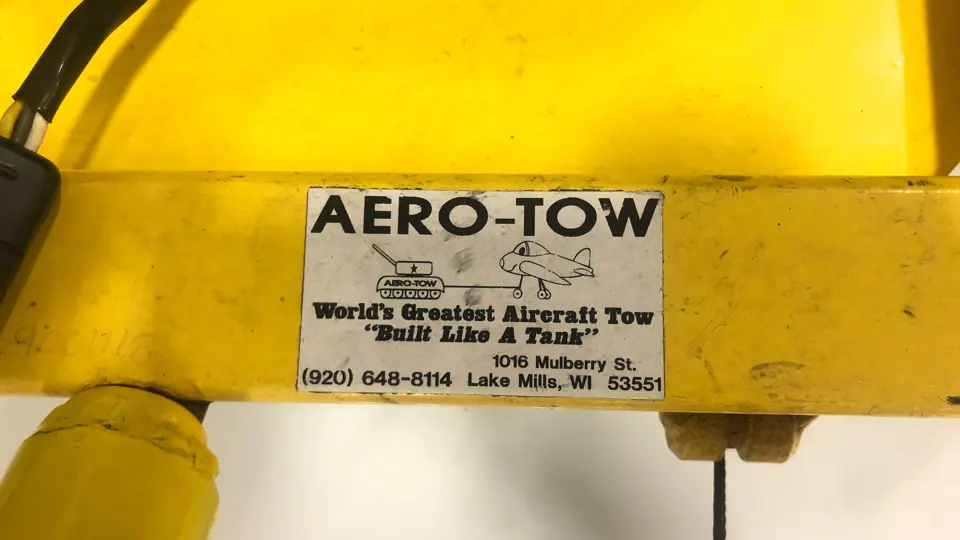 AERO-TOW
AERO-TOW
World's Greatest Aircraft Tow
"Built Like A Tank"
1016 Mulberry St.
(920) 648-8114 Lake Mills, WI 53551